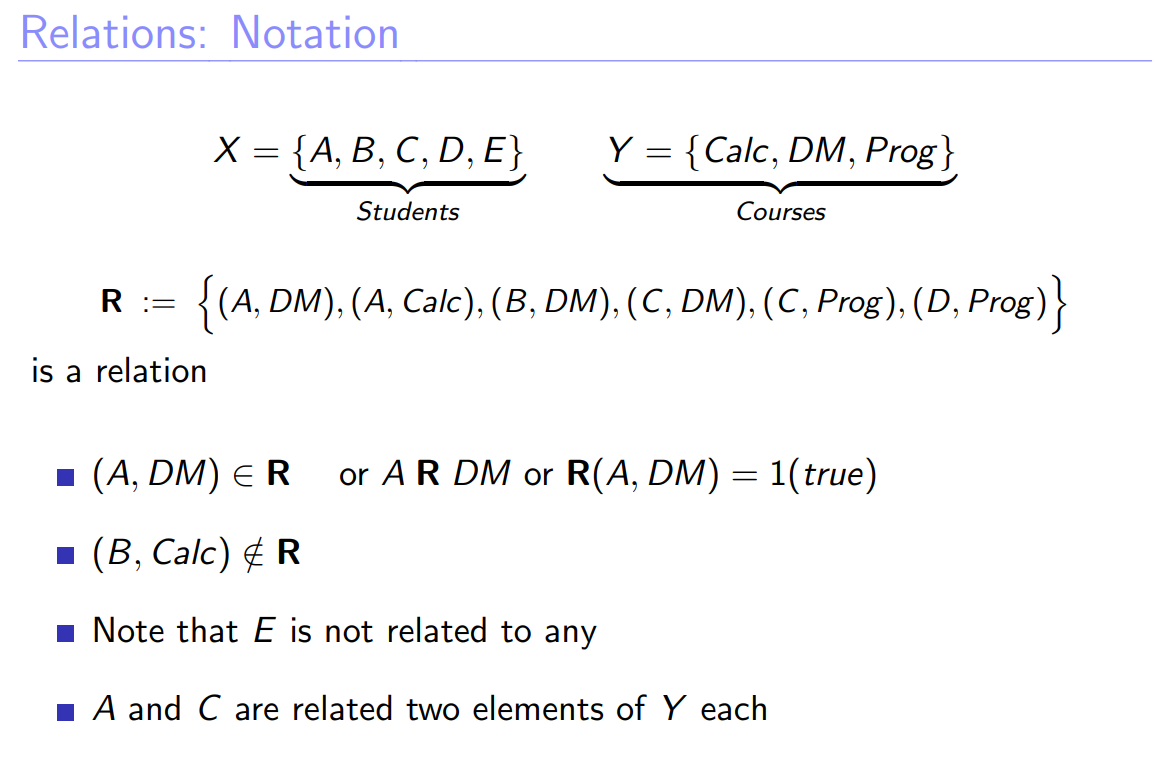 Relations: Notation
X = {A, B, C, D, E} Y = {Calc, DM, Prog}
Students Courses
R := {(A, DM), (A, Calc), (B, DM), (C, DM), (C, Prog), (D, Prog)}
is a relation
(A, DM) ∈ R or A R DM or R(A, DM) = 1(true)
(B, Calc) ∉ R
Note that E is not related to any
A and C are related two elements of Y each